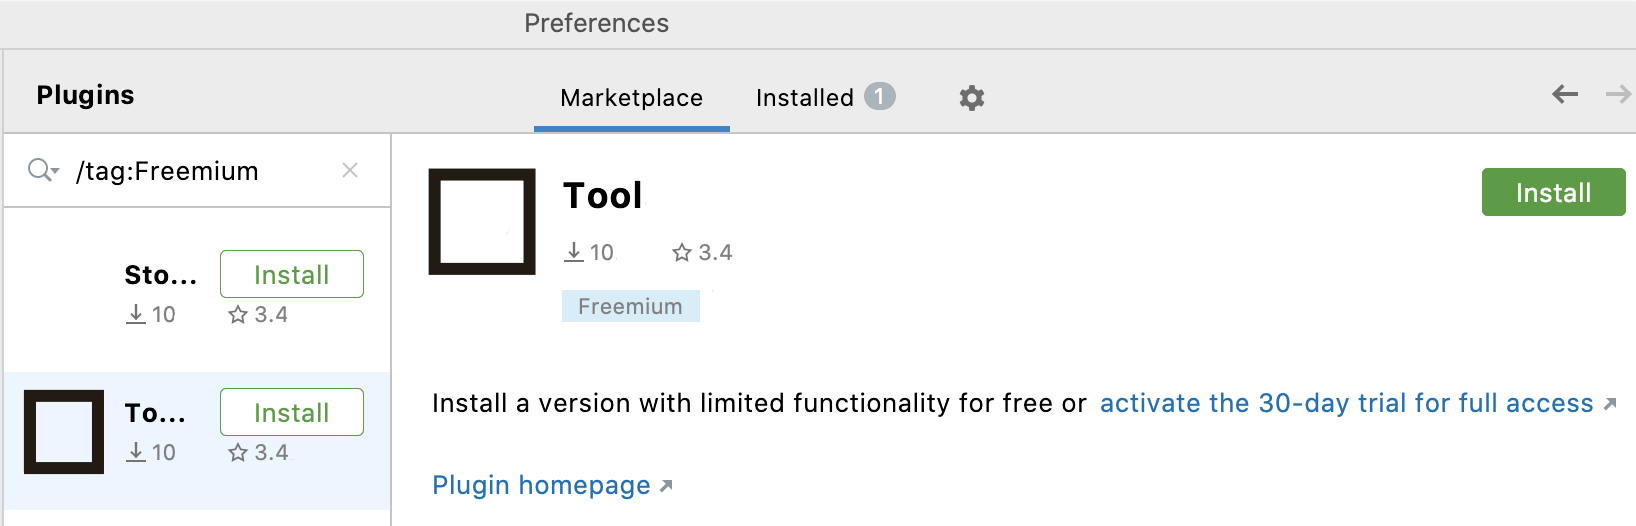 Preferences
Plugins
Marketplace
Installed 1
/tag:Freemium
Sto...
Install
10
3.4
To...
Install
10
3.4
Tool
Install
10
3.4
Freemium
Install a version with limited functionality for free or activate the 30-day trial for full access
Plugin homepage